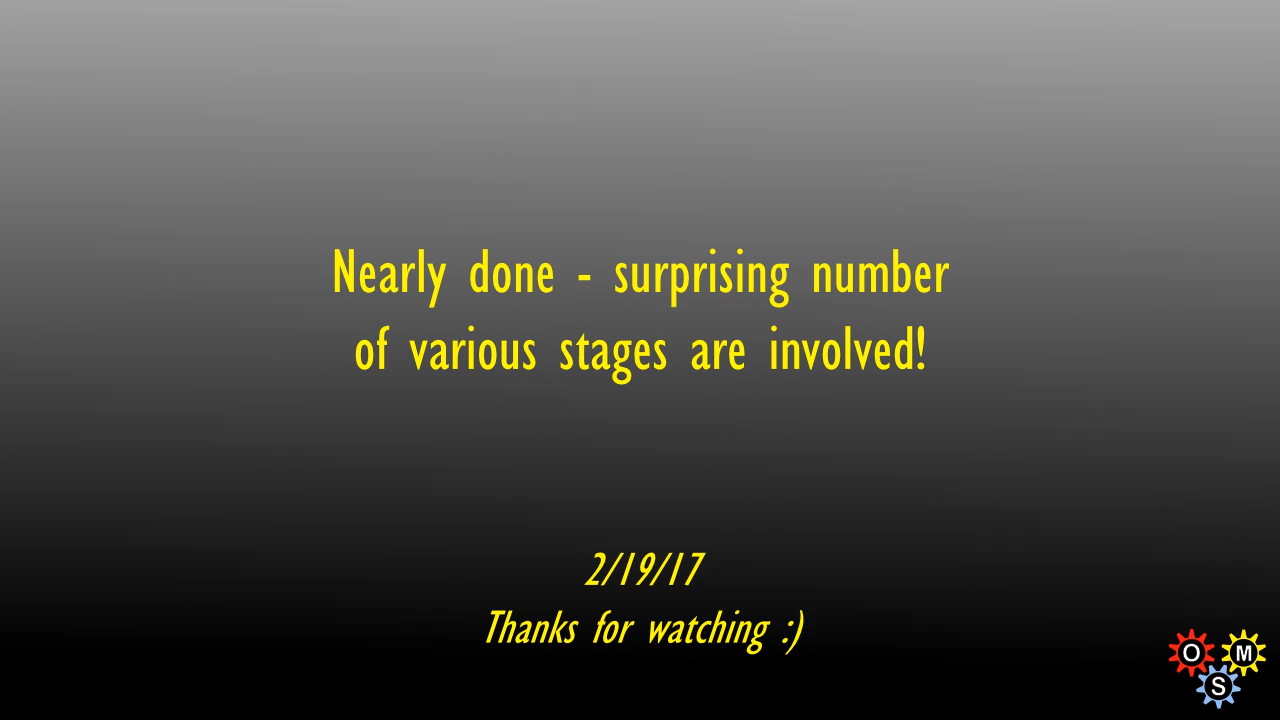 Nearly done - surprising number
of various stages are involved!
2/19/17
Thanks for watching :)
O M
S